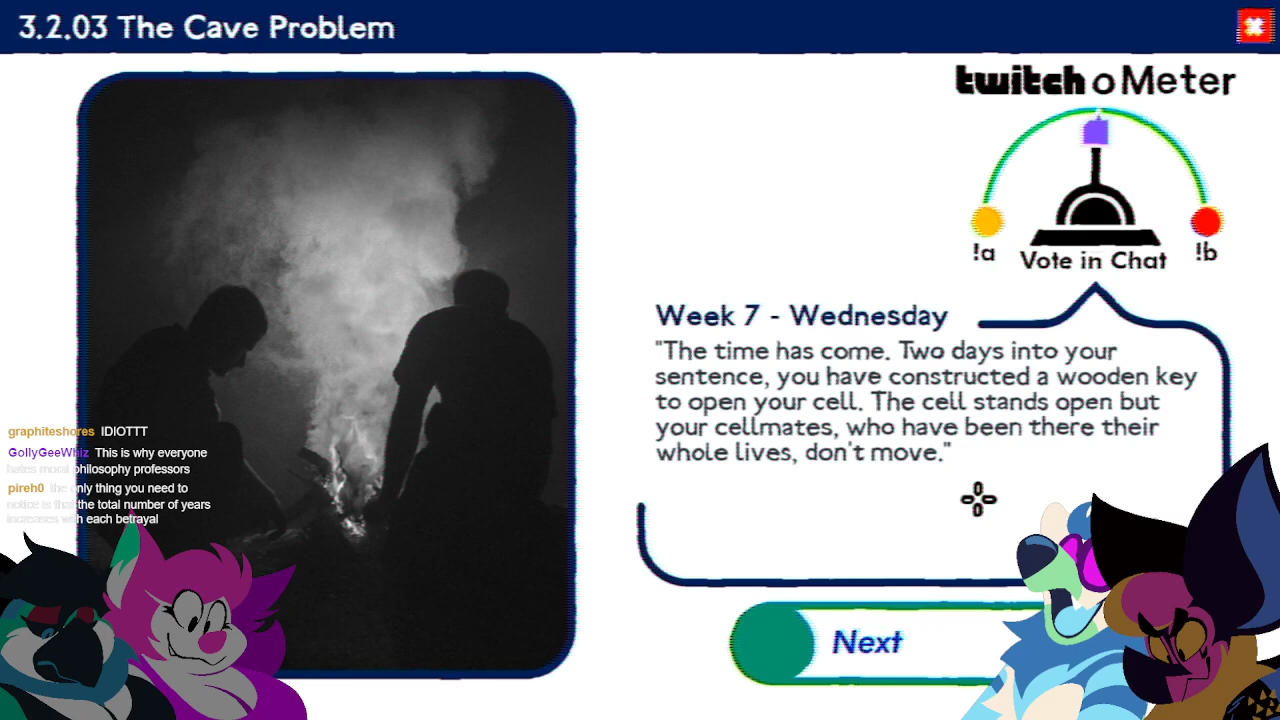 3.2.03 The Cave Problem
twitch o Meter
!a
Vote in Chat
!b
Week 7 - Wednesday
"The time has come. Two days into your
sentence, you have constructed a wooden key
to open your cell. The cell stands open but
your cellmates, who have been there their
whole lives, don't move."
graphiteshores IDIOTTT
GollyGeeWhiz This is why everyone
hates moral philosophy professors
pireh0 the only thing you need to
notice is that the total number of years
increases with each betrayal
Next